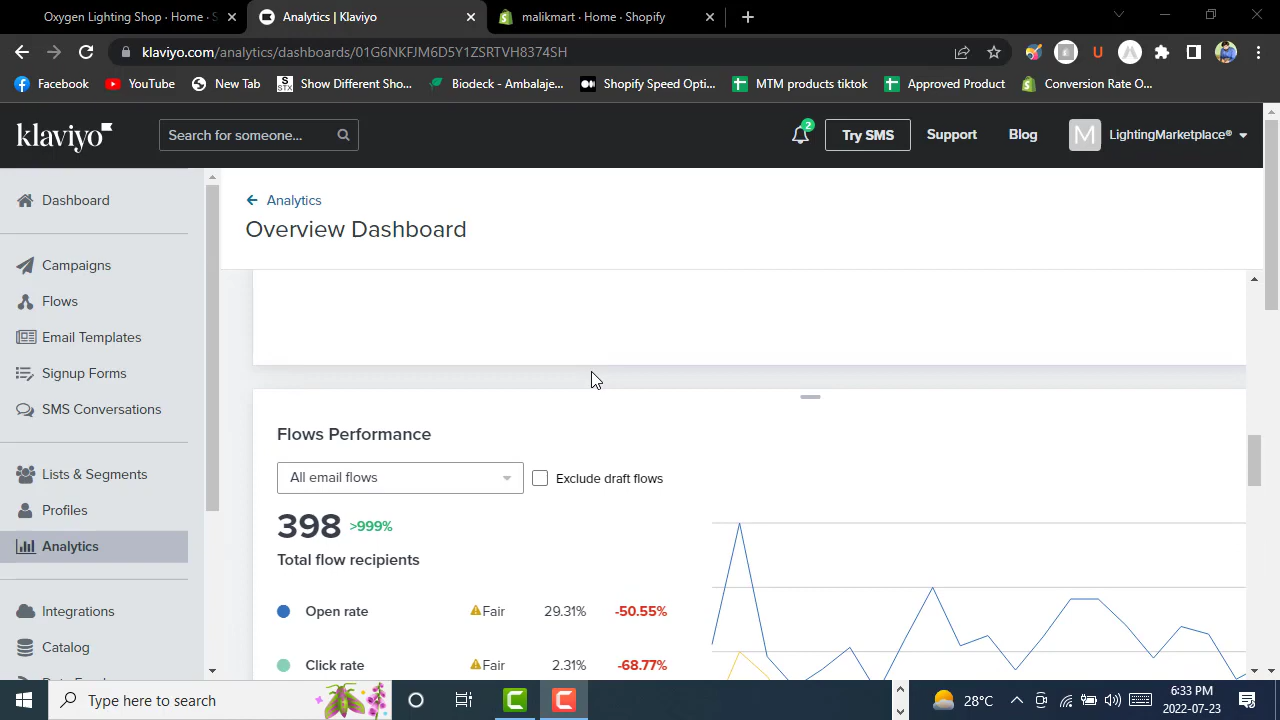 Oxygen Lighting Shop · Home · S
Analytics | Klaviyo
malikmart · Home · Shopify
klaviyo.com/analytics/dashboards/01G6NKFJM6D5Y1ZSRTVH8374SH
Facebook
YouTube
New Tab
Show Different Sho...
Biodeck – Ambalaje...
Shopify Speed Opti...
MTM products tiktok
Approved Product
Conversion Rate O...
klaviyo
Search for someone...
2
Try SMS
Support
Blog
M
LightingMarketplace®
Dashboard
Campaigns
Flows
Email Templates
Signup Forms
SMS Conversations
Lists & Segments
Profiles
Analytics
Integrations
Catalog
Analytics
Overview Dashboard
Flows Performance
All email flows
Exclude draft flows
398 >999%
Total flow recipients
Open rate Fair 29.31% -50.55%
Click rate Fair 2.31% -68.77%
Type here to search
28°C
6:33 PM
2022-07-23